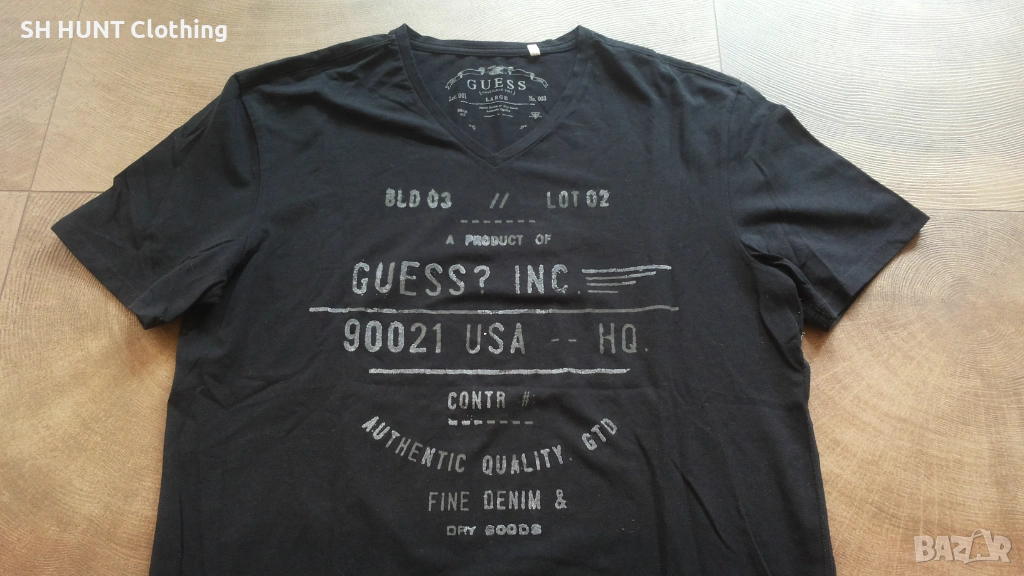 SH HUNT Clothing
GUESS
LARGE
BLD 03 // LOT 02
A PRODUCT OF
GUESS? INC.
90021 USA -- HQ.
CONTR #:
AUTHENTIC QUALITY. GTD
FINE DENIM &
DRY GOODS
BAZAR